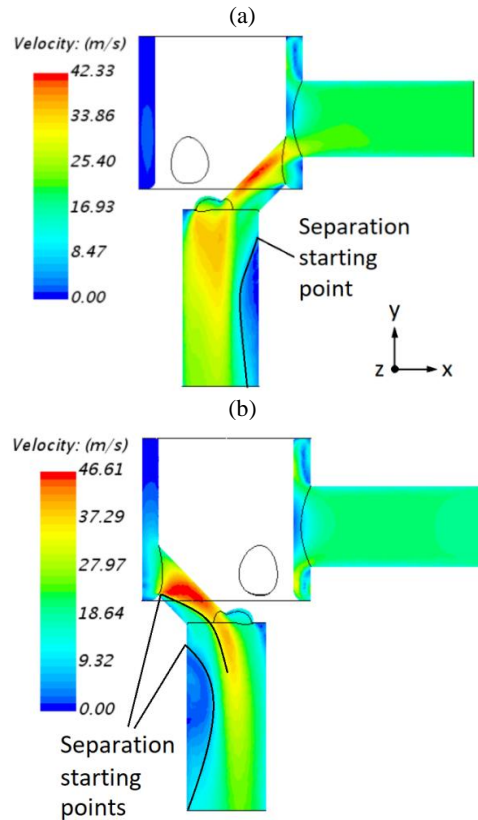 (a)
Velocity: (m/s)
42.33
33.86
25.40
16.93
8.47
0.00
Separation
starting
point
y
z
x
(b)
Velocity: (m/s)
46.61
37.29
27.97
18.64
9.32
0.00
Separation
starting
points